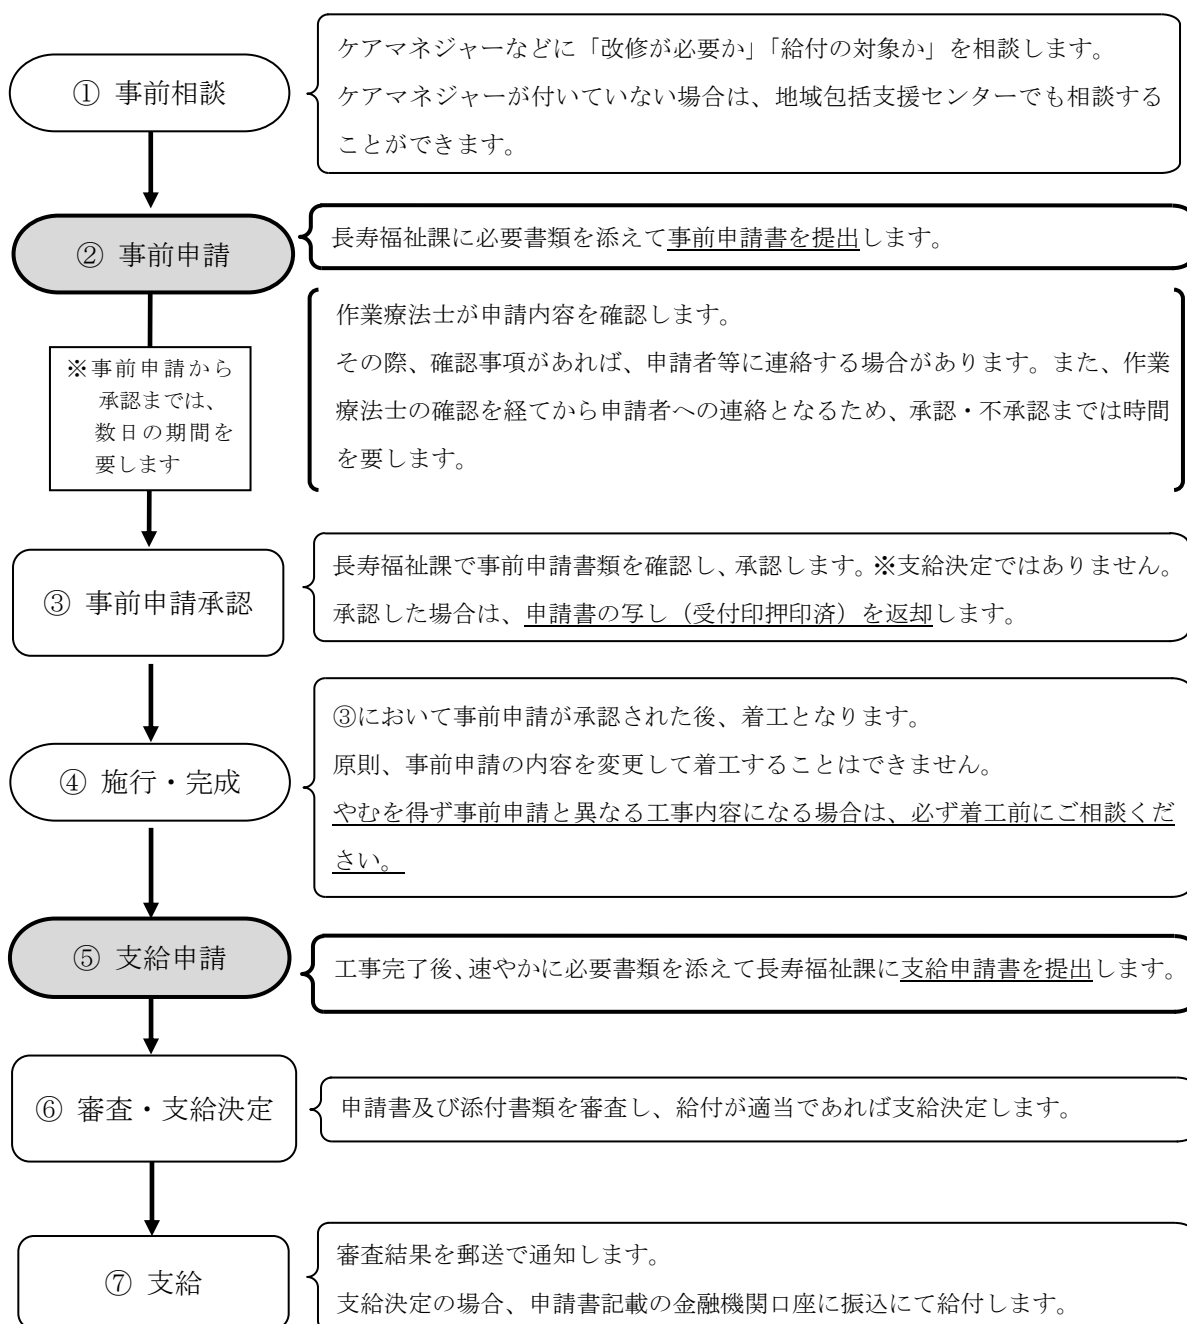 ① 事前相談
ケアマネジャーなどに「改修が必要か」「給付の対象か」を相談します。
ケアマネジャーが付いていない場合は、地域包括支援センターでも相談する
ことができます。
② 事前申請
長寿福祉課に必要書類を添えて事前申請書を提出します。
作業療法士が申請内容を確認します。
その際、確認事項があれば、申請者等に連絡する場合があります。また、作業
療法士の確認を経てから申請者への連絡となるため、承認・不承認までは時間
を要します。
※事前申請から
承認までは、
数日の期間を
要します
③ 事前申請承認
長寿福祉課で事前申請書類を確認し、承認します。※支給決定ではありません。
承認した場合は、申請書の写し（受付印押印済）を返却します。
④ 施行・完成
③において事前申請が承認された後、着工となります。
原則、事前申請の内容を変更して着工することはできません。
やむを得ず事前申請と異なる工事内容になる場合は、必ず着工前にご相談くだ
さい。
⑤ 支給申請
工事完了後、速やかに必要書類を添えて長寿福祉課に支給申請書を提出します。
⑥ 審査・支給決定
申請書及び添付書類を審査し、給付が適当であれば支給決定します。
⑦ 支給
審査結果を郵送で通知します。
支給決定の場合、申請書記載の金融機関口座に振込にて給付します。